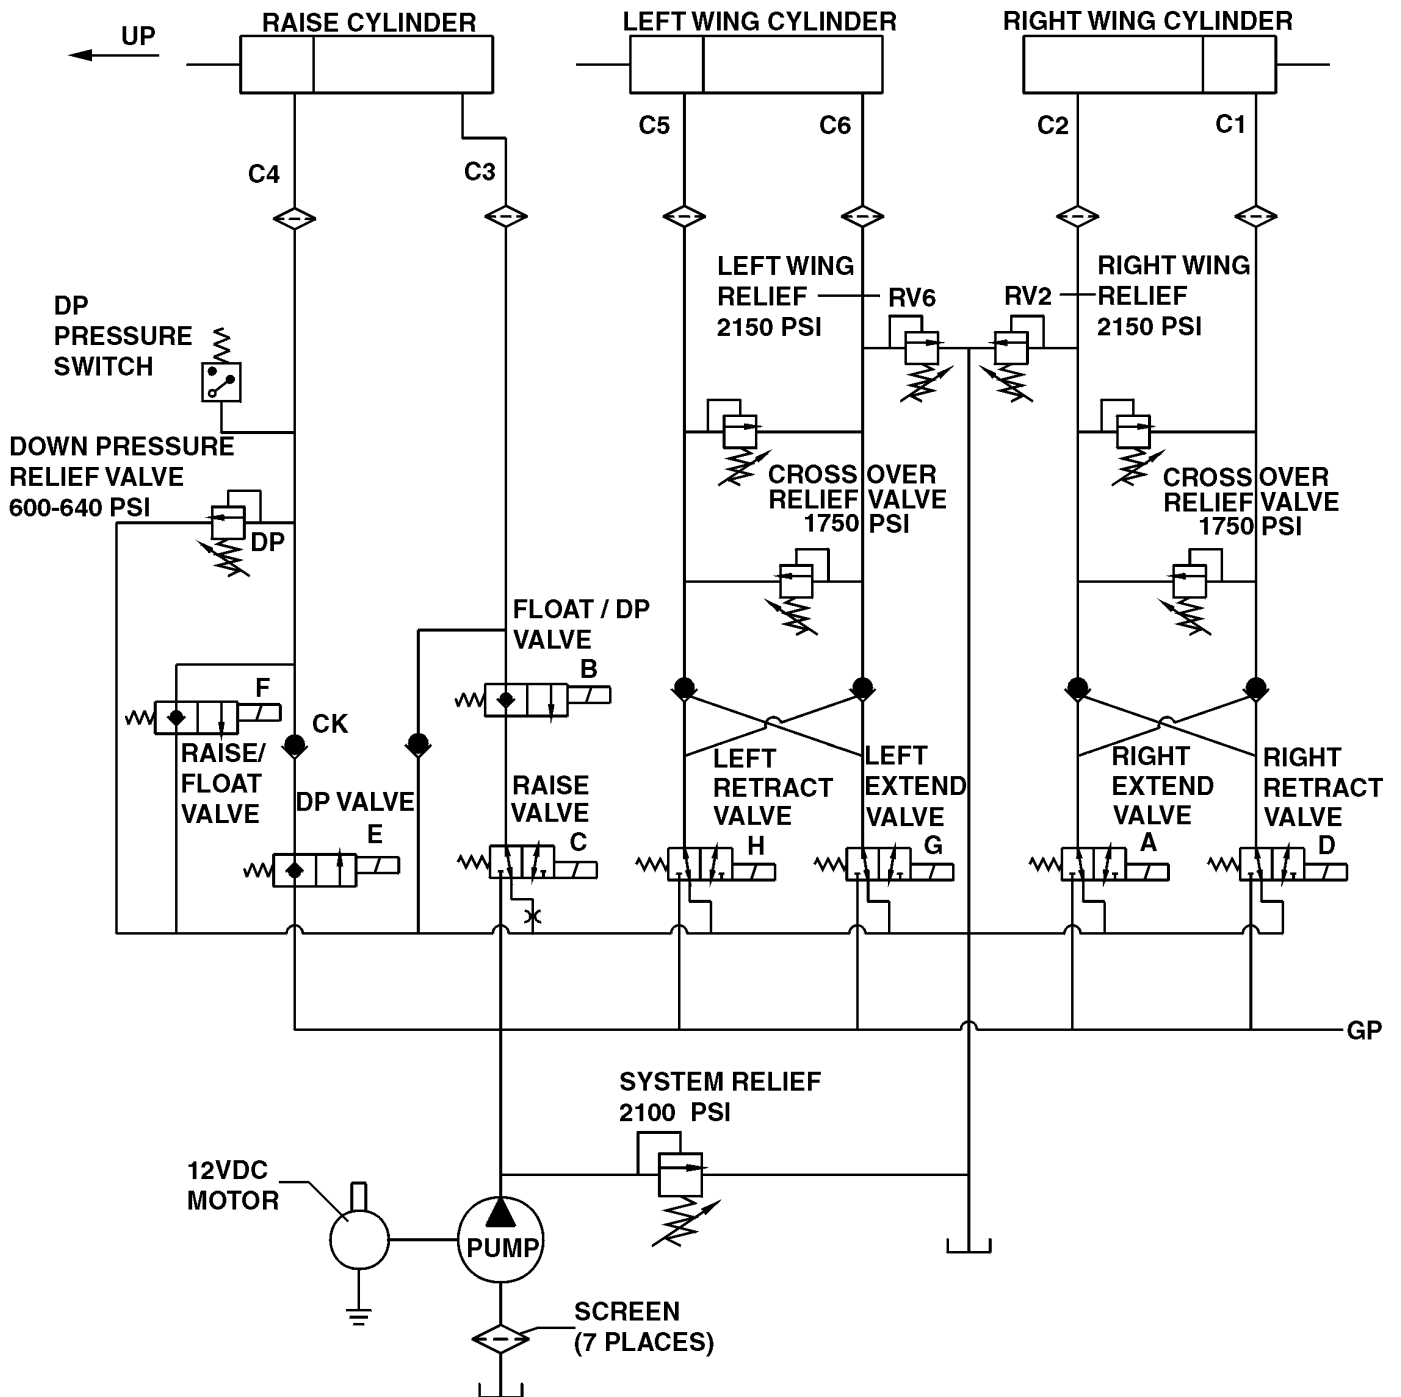 RAISE CYLINDER
LEFT WING CYLINDER
RIGHT WING CYLINDER
UP
C4
C3
C5
C6
C2
C1
LEFT WING
RELIEF
2150 PSI
RV6
RV2
RIGHT WING
RELIEF
2150 PSI
DP
PRESSURE
SWITCH
DOWN PRESSURE
RELIEF VALVE
600-640 PSI
DP
CROSS OVER
RELIEF VALVE
1750 PSI
CROSS OVER
RELIEF VALVE
1750 PSI
FLOAT / DP
VALVE
B
F
RAISE/
FLOAT
VALVE
CK
DP VALVE
E
RAISE
VALVE
C
LEFT
RETRACT
VALVE
H
LEFT
EXTEND
VALVE
G
RIGHT
EXTEND
VALVE
A
RIGHT
RETRACT
VALVE
D
GP
SYSTEM RELIEF
2100 PSI
12VDC
MOTOR
PUMP
SCREEN
(7 PLACES)